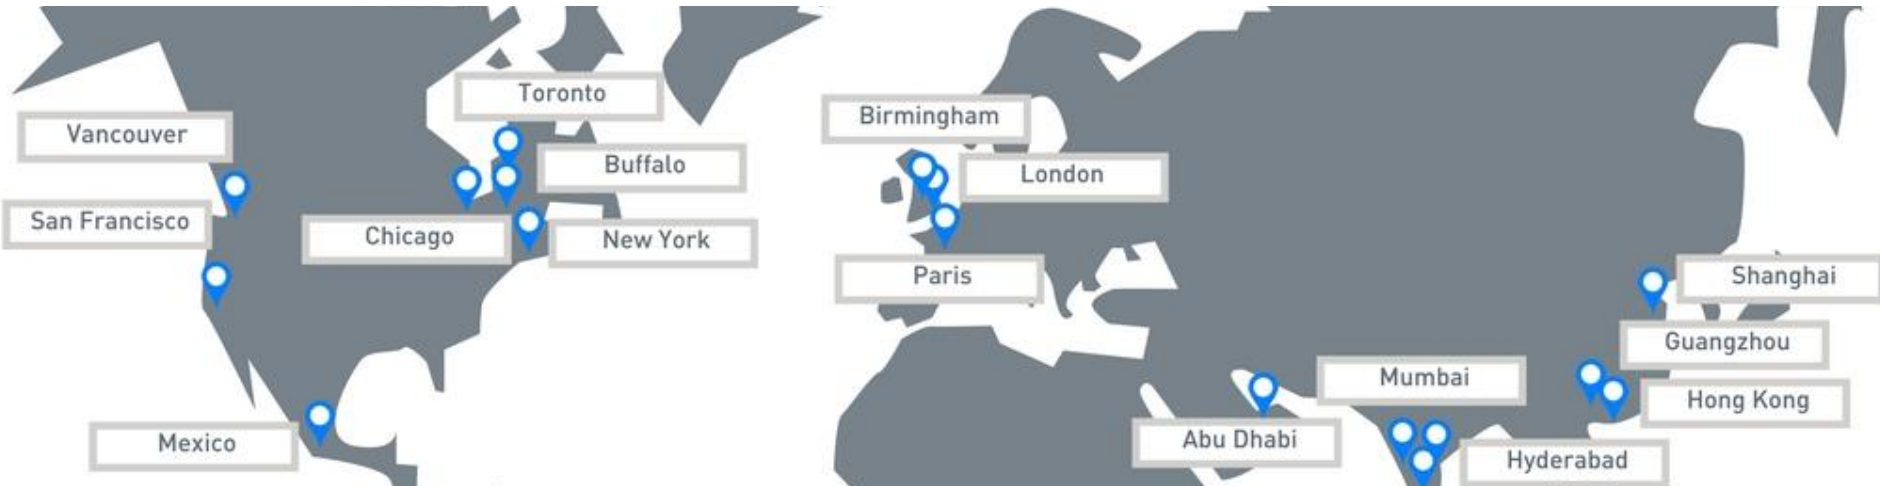 Toronto
Vancouver
Buffalo
San Francisco
Chicago
New York
Mexico
Birmingham
London
Paris
Shanghai
Guangzhou
Mumbai
Hong Kong
Abu Dhabi
Hyderabad